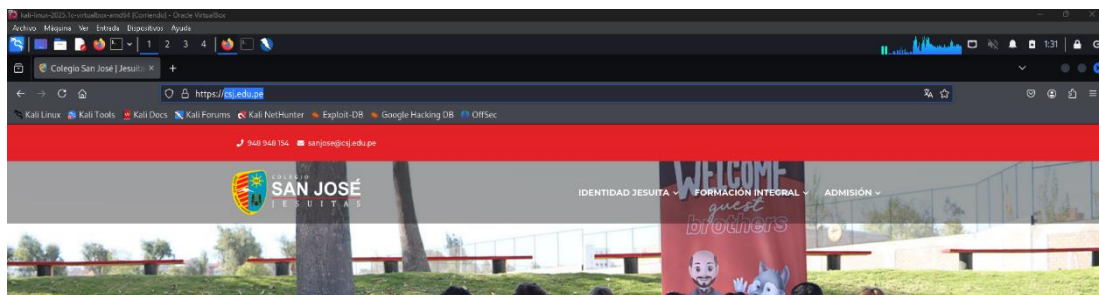 kali-linux-2025.1c-virtualbox-amd64 [Corriendo] - Oracle VirtualBox
Archivo Máquina Ver Entrada Dispositivos Ayuda
1 2 3 4 1:31
Colegio San José | Jesuita
https://csj.edu.pe
Kali Linux Kali Tools Kali Docs Kali Forums Kali NetHunter Exploit-DB Google Hacking DB OffSec
948 948 154 sanjose@csj.edu.pe
COLEGIO
SAN JOSÉ
JESUITAS
IDENTIDAD JESUITA FORMACIÓN INTEGRAL ADMISIÓN
WELCOME
guest
brothers